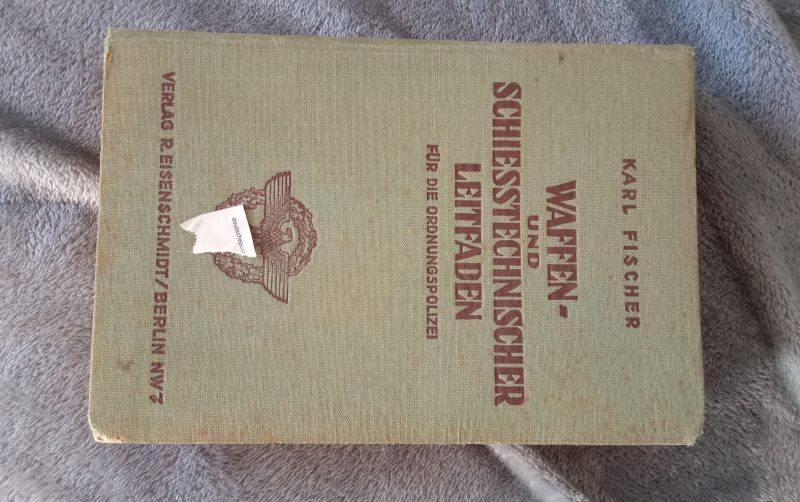 KARL FISCHER
WAFFEN-
UND
SCHIESSTECHNISCHER
LEITFADEN
FÜR DIE ORDNUNGSPOLIZEI
VERLAG R. EISENSCHMIDT / BERLIN NW 7